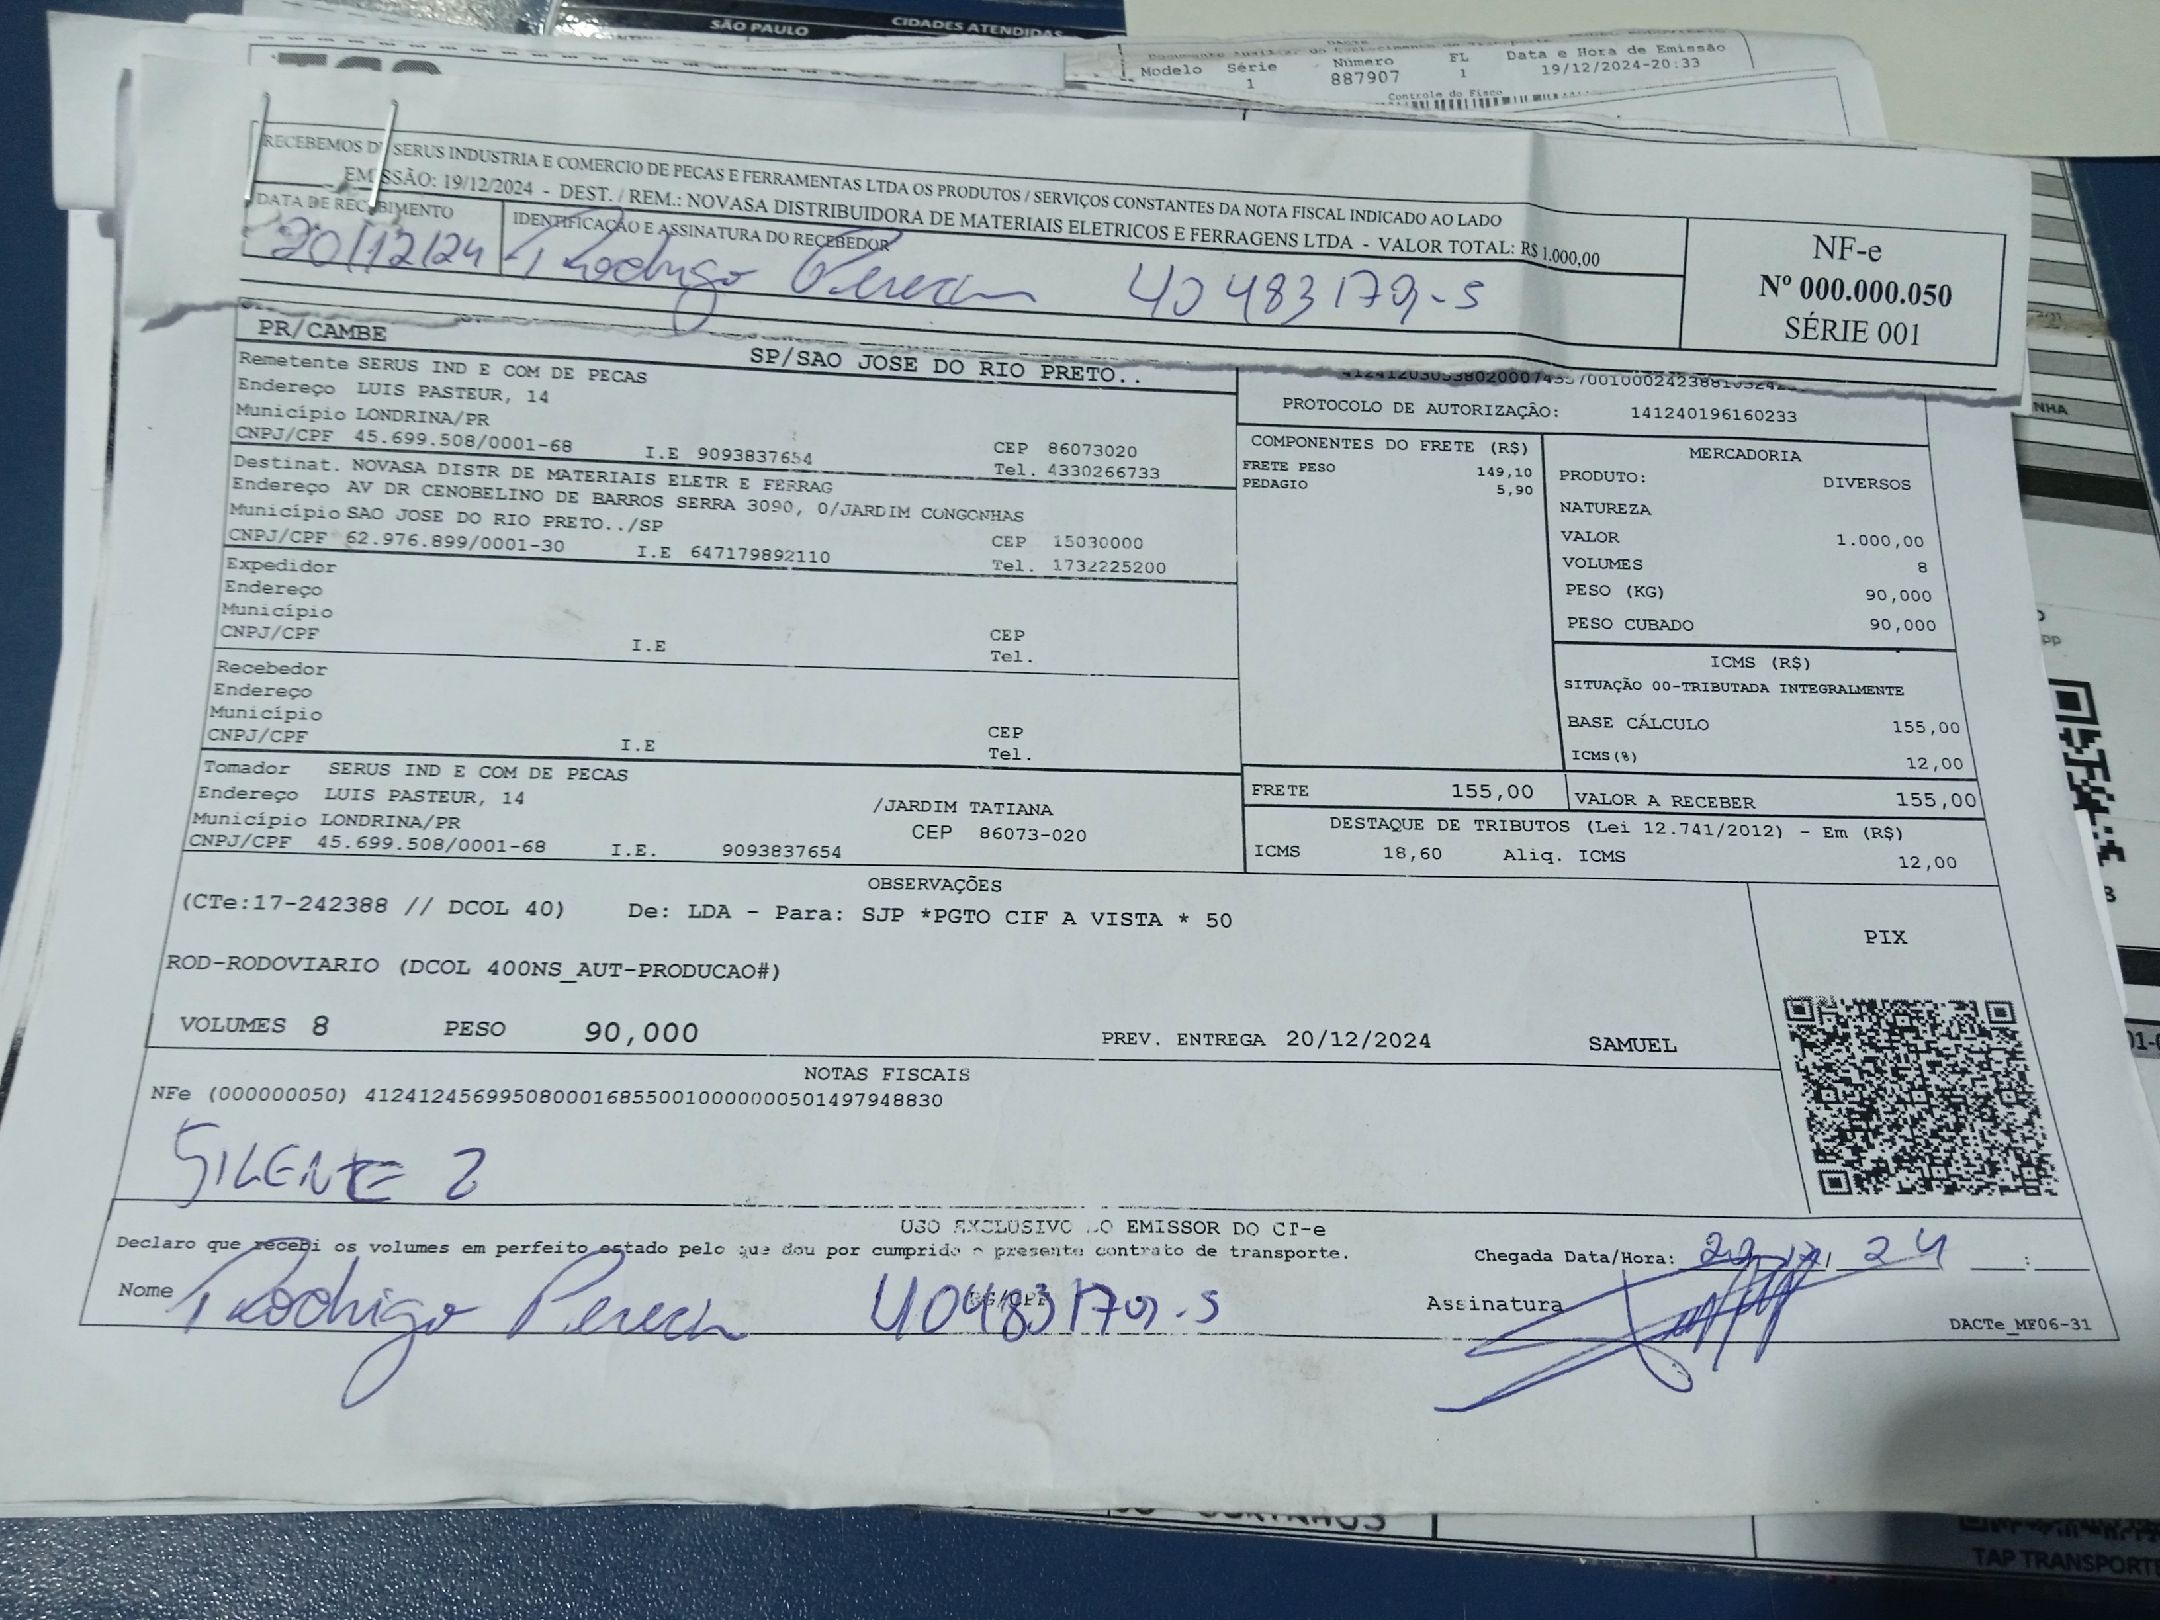 SÃO PAULO
CIDADES ATENDIDAS
Modelo Série Número FL Data e Hora de Emissão
1 887907 1 19/12/2024-20:33
Controle do Fisco
RECEBEMOS DE SERUS INDUSTRIA E COMERCIO DE PECAS E FERRAMENTAS LTDA OS PRODUTOS / SERVIÇOS CONSTANTES DA NOTA FISCAL INDICADO AO LADO
EMISSÃO: 19/12/2024 - DEST. / REM.: NOVASA DISTRIBUIDORA DE MATERIAIS ELETRICOS E FERRAGENS LTDA - VALOR TOTAL: R$ 1.000,00
DATA DE RECEBIMENTO
IDENTIFICAÇÃO E ASSINATURA DO RECEBEDOR
20/12/24 Rodrigo 40483179-5
NF-e
Nº 000.000.050
SÉRIE 001
PR/CAMBE
SP/SAO JOSE DO RIO PRETO..
Remetente SERUS IND E COM DE PECAS
Endereço LUIS PASTEUR, 14
Município LONDRINA/PR
CNPJ/CPF 45.699.508/0001-68 I.E 9093837654 CEP 86073020
Tel. 4330266733
Destinat. NOVASA DISTR DE MATERIAIS ELETR E FERRAG
Endereço AV DR CENOBELINO DE BARROS SERRA 3090, 0/JARDIM CONGONHAS
Município SAO JOSE DO RIO PRETO../SP
CNPJ/CPF 62.976.899/0001-30 I.E 647179892110 CEP 15030000
Tel. 1732225200
Expedidor
Endereço
Município
CNPJ/CPF I.E CEP
Tel.
Recebedor
Endereço
Município
CNPJ/CPF I.E CEP
Tel.
Tomador SERUS IND E COM DE PECAS
Endereço LUIS PASTEUR, 14 /JARDIM TATIANA
Município LONDRINA/PR CEP 86073-020
CNPJ/CPF 45.699.508/0001-68 I.E. 9093837654
PROTOCOLO DE AUTORIZAÇÃO: 141240196160233
COMPONENTES DO FRETE (R$)
FRETE PESO 149,10
PEDAGIO 5,90
MERCADORIA
PRODUTO: DIVERSOS
NATUREZA
VALOR 1.000,00
VOLUMES 8
PESO (KG) 90,000
PESO CUBADO 90,000
ICMS (R$)
SITUAÇÃO 00-TRIBUTADA INTEGRALMENTE
BASE CÁLCULO 155,00
ICMS(%) 12,00
FRETE 155,00 VALOR A RECEBER 155,00
DESTAQUE DE TRIBUTOS (Lei 12.741/2012) - Em (R$)
ICMS 18,60 Aliq. ICMS 12,00
OBSERVAÇÕES
(CTe:17-242388 // DCOL 40) De: LDA - Para: SJP *PGTO CIF A VISTA * 50
ROD-RODOVIARIO (DCOL 400NS_AUT-PRODUCAO#)
PIX
VOLUMES 8 PESO 90,000 PREV. ENTREGA 20/12/2024 SAMUEL
NOTAS FISCAIS
NFe (000000050) 41241245699508000168550010000000501497948830
SILENTE 2
USO EXCLUSIVO DO EMISSOR DO CT-e
Declaro que recebi os volumes em perfeito estado pelo que dou por cumprido o presente contrato de transporte.
Chegada Data/Hora: 24 :
Nome Rodrigo RG/CPF 40483179-5 Assinatura
DACTe_MF06-31
TAP TRANSPORTE